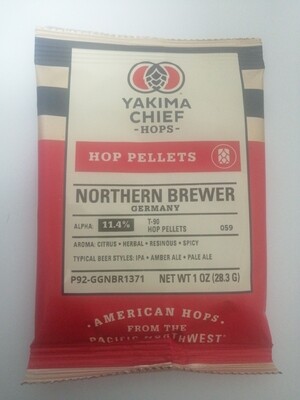 YAKIMA
CHIEF
-HOPS-
HOP PELLETS
NORTHERN BREWER
GERMANY
ALPHA: 11.4% T-90 HOP PELLETS 059
AROMA: CITRUS • HERBAL • RESINOUS • SPICY
TYPICAL BEER STYLES: IPA • AMBER ALE • PALE ALE
P92-GGNBR1371 NET WT 1 OZ (28.3 G)
• AMERICAN HOPS •
FROM THE
PACIFIC NORTHWEST